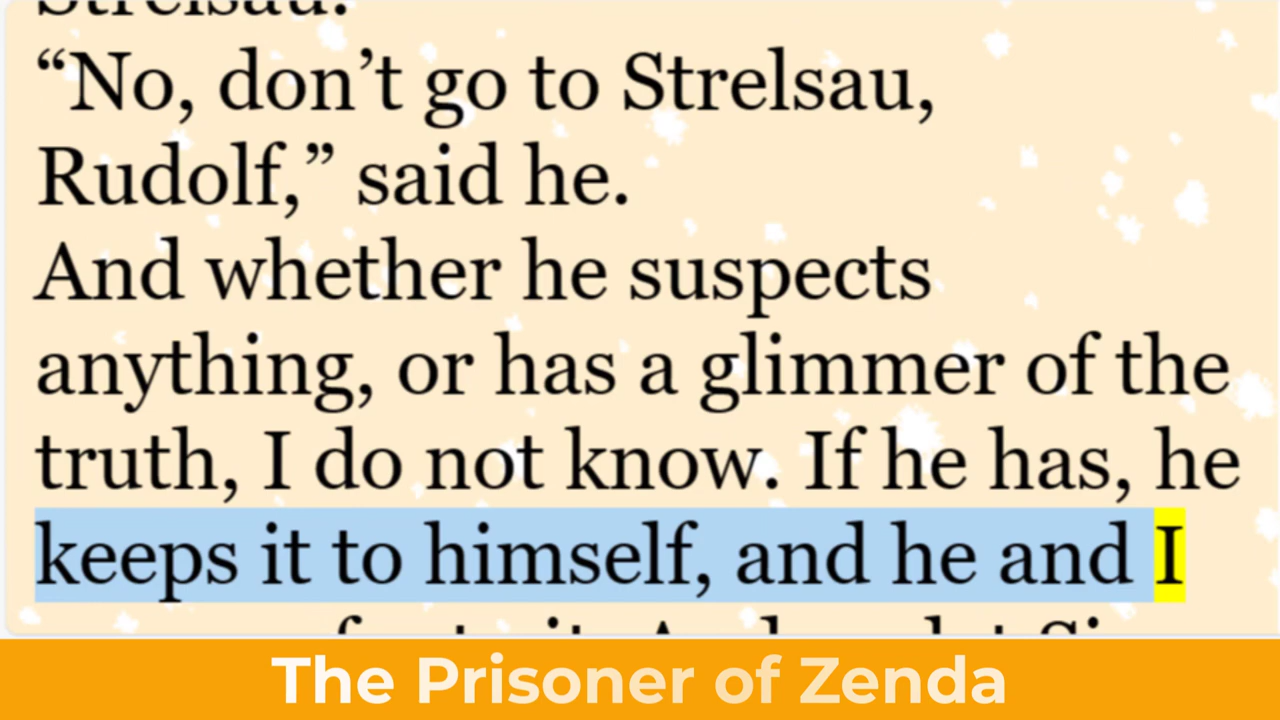 Strelsau.
“No, don’t go to Strelsau,
Rudolf,” said he.
And whether he suspects
anything, or has a glimmer of the
truth, I do not know. If he has, he
keeps it to himself, and he and I
The Prisoner of Zenda